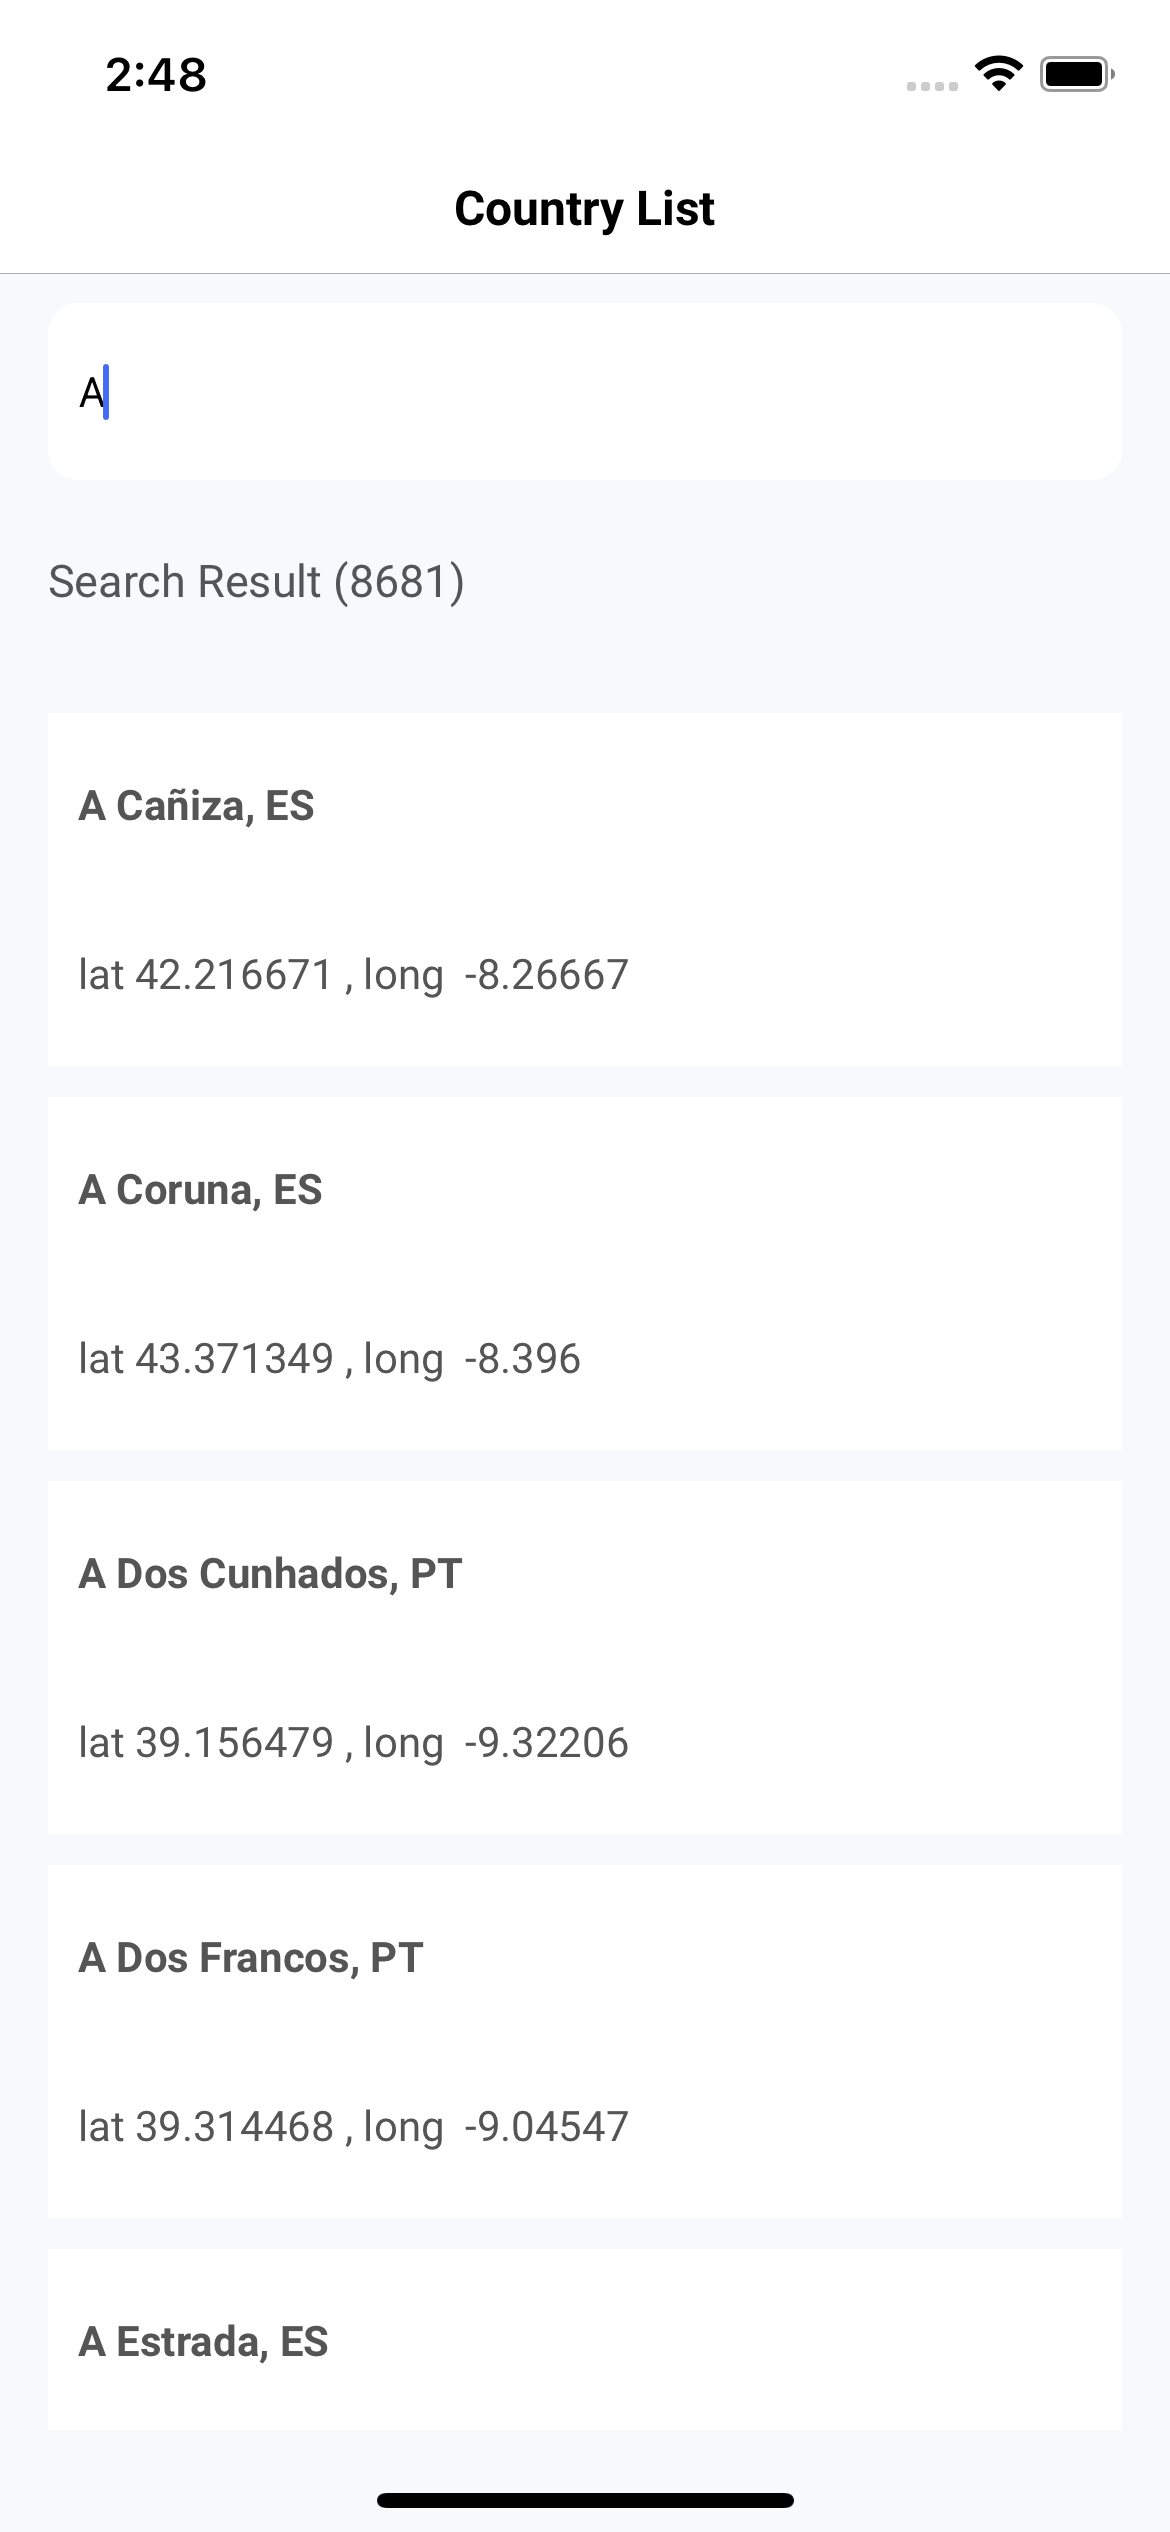 2:48
Country List
A
Search Result (8681)
A Cañiza, ES
lat 42.216671 , long  -8.26667
A Coruna, ES
lat 43.371349 , long  -8.396
A Dos Cunhados, PT
lat 39.156479 , long  -9.32206
A Dos Francos, PT
lat 39.314468 , long  -9.04547
A Estrada, ES